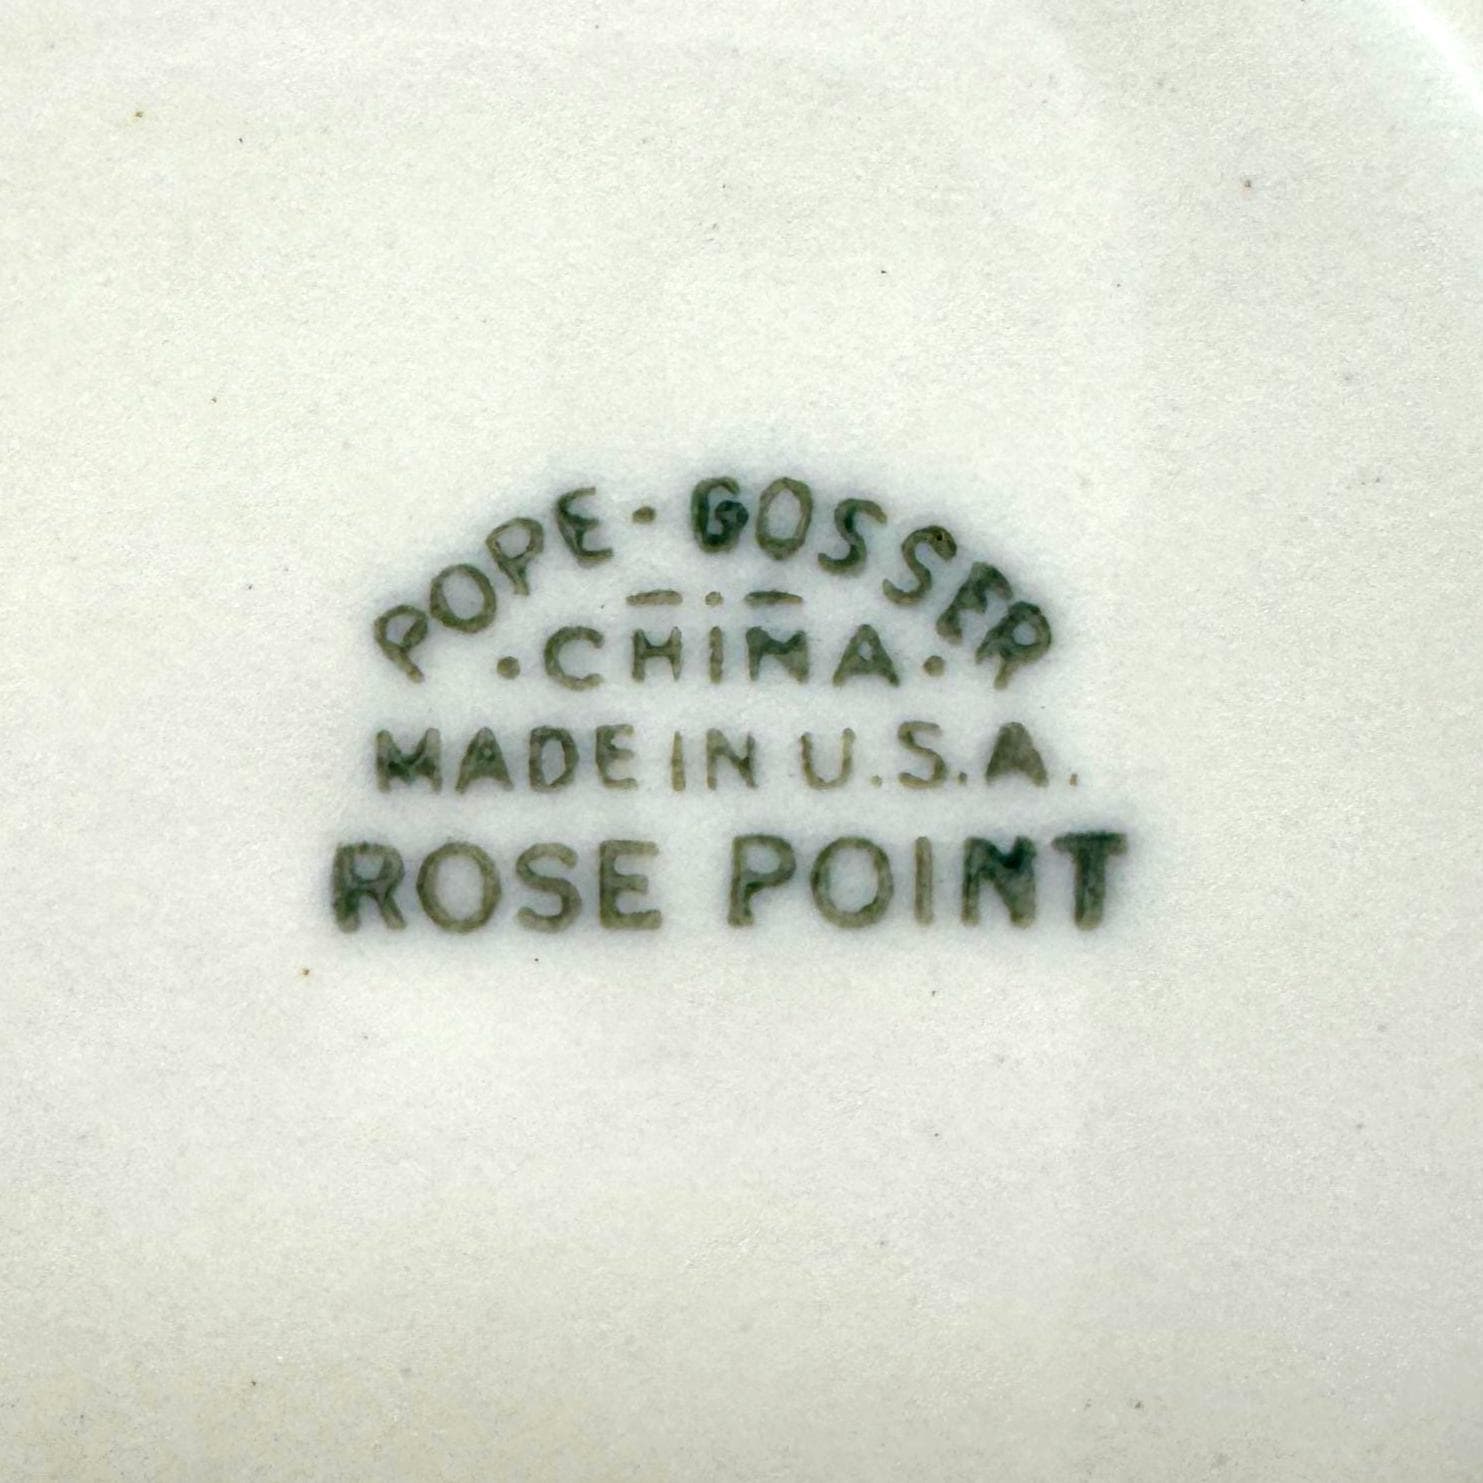 POPE·GOSSER
·CHINA·
MADE IN U.S.A.
ROSE POINT